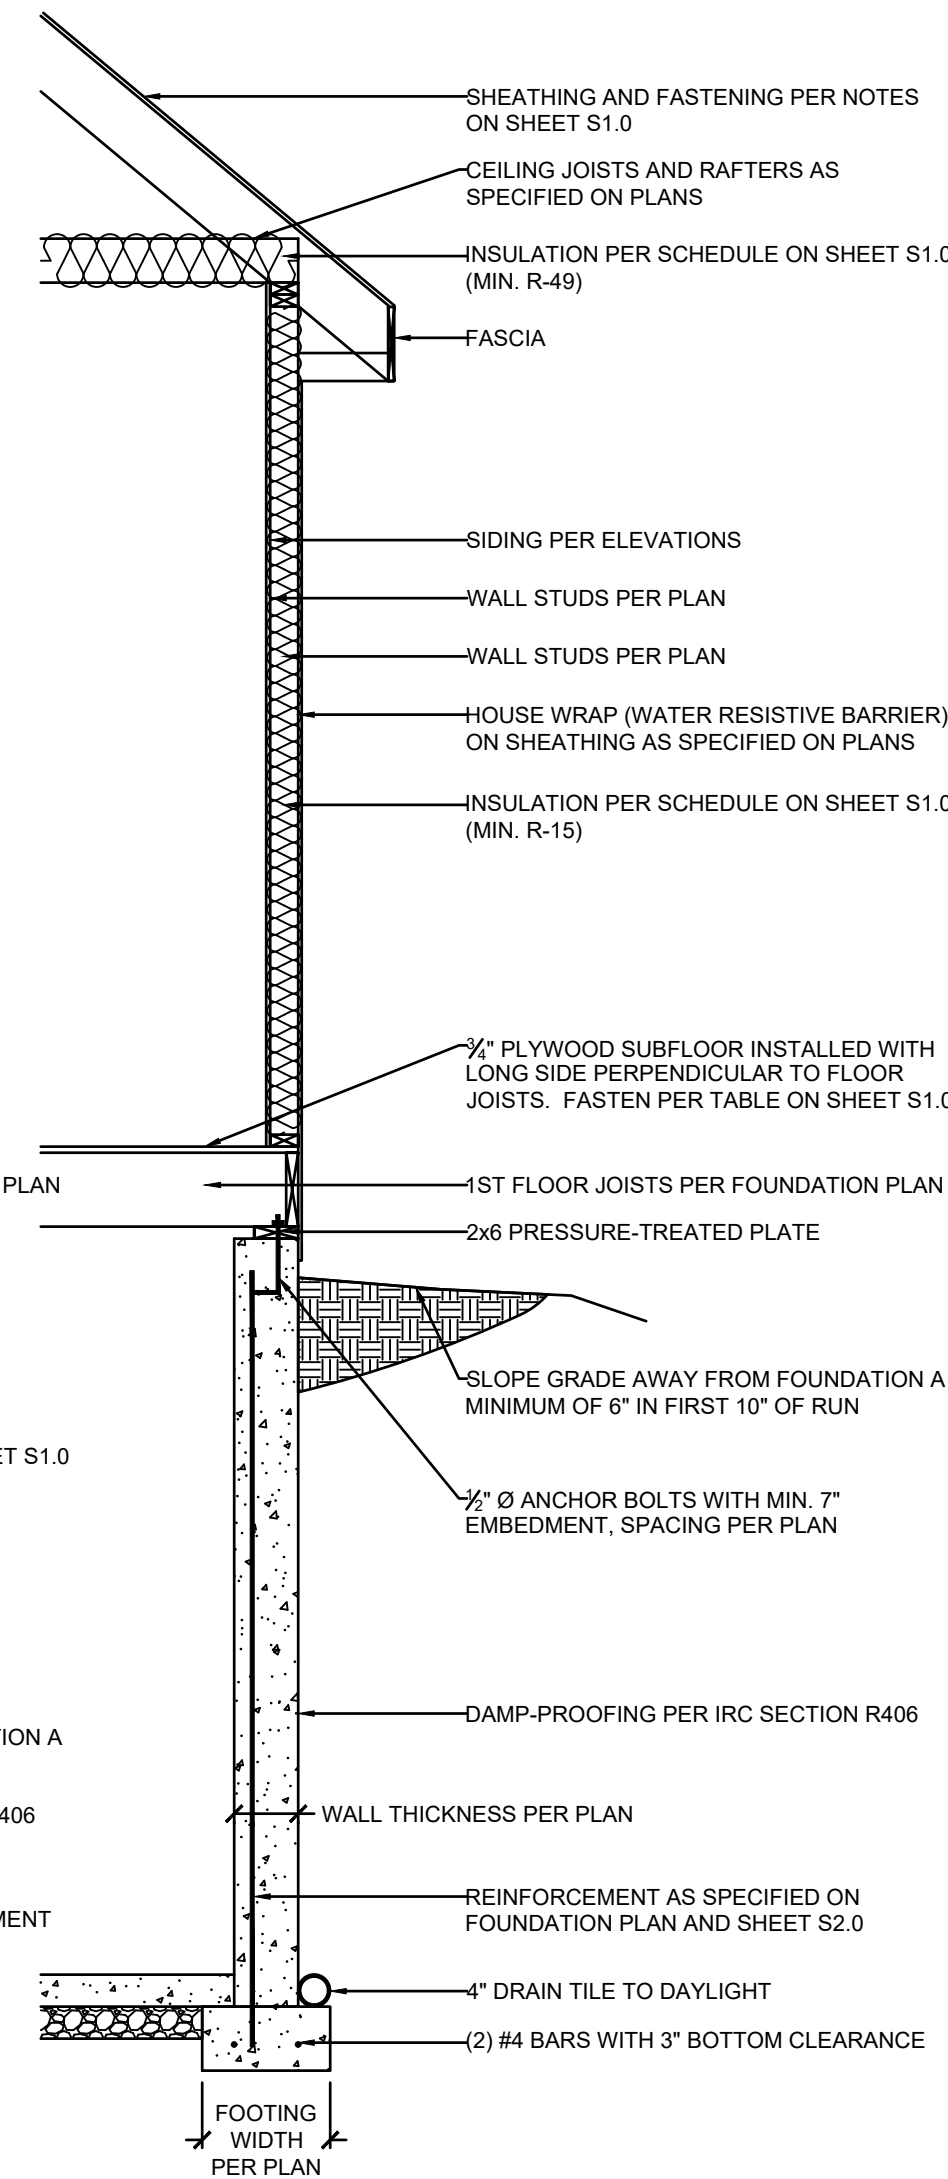 SHEATHING AND FASTENING PER NOTES
ON SHEET S1.0
CEILING JOISTS AND RAFTERS AS
SPECIFIED ON PLANS
INSULATION PER SCHEDULE ON SHEET S1.0
(MIN. R-49)
FASCIA
SIDING PER ELEVATIONS
WALL STUDS PER PLAN
WALL STUDS PER PLAN
HOUSE WRAP (WATER RESISTIVE BARRIER)
ON SHEATHING AS SPECIFIED ON PLANS
INSULATION PER SCHEDULE ON SHEET S1.0
(MIN. R-15)
3/4" PLYWOOD SUBFLOOR INSTALLED WITH
LONG SIDE PERPENDICULAR TO FLOOR
JOISTS. FASTEN PER TABLE ON SHEET S1.0
PLAN
1ST FLOOR JOISTS PER FOUNDATION PLAN
2x6 PRESSURE-TREATED PLATE
SLOPE GRADE AWAY FROM FOUNDATION A
MINIMUM OF 6" IN FIRST 10" OF RUN
ET S1.0
1/2" Ø ANCHOR BOLTS WITH MIN. 7"
EMBEDMENT, SPACING PER PLAN
DAMP-PROOFING PER IRC SECTION R406
TION A
406
WALL THICKNESS PER PLAN
REINFORCEMENT AS SPECIFIED ON
FOUNDATION PLAN AND SHEET S2.0
MENT
4" DRAIN TILE TO DAYLIGHT
(2) #4 BARS WITH 3" BOTTOM CLEARANCE
FOOTING
WIDTH
PER PLAN